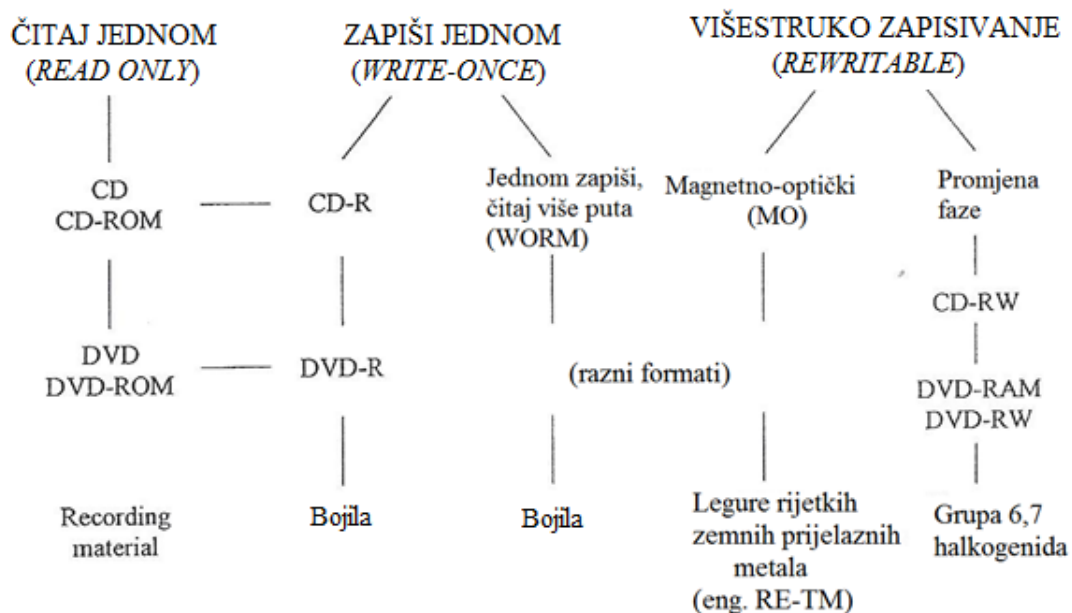 ČITAJ JEDNOM
(READ ONLY)
ZAPIŠI JEDNOM
(WRITE-ONCE)
VIŠESTRUKO ZAPISIVANJE
(REWRITABLE)
CD
CD-ROM
CD-R
Jednom zapiši,
čitaj više puta
(WORM)
Magnetno-optički
(MO)
Promjena
faze
CD-RW
DVD
DVD-ROM
DVD-R
(razni formati)
DVD-RAM
DVD-RW
Recording
material
Bojila
Bojila
Legure rijetkih
zemnih prijelaznih
metala
(eng. RE-TM)
Grupa 6,7
halkogenida